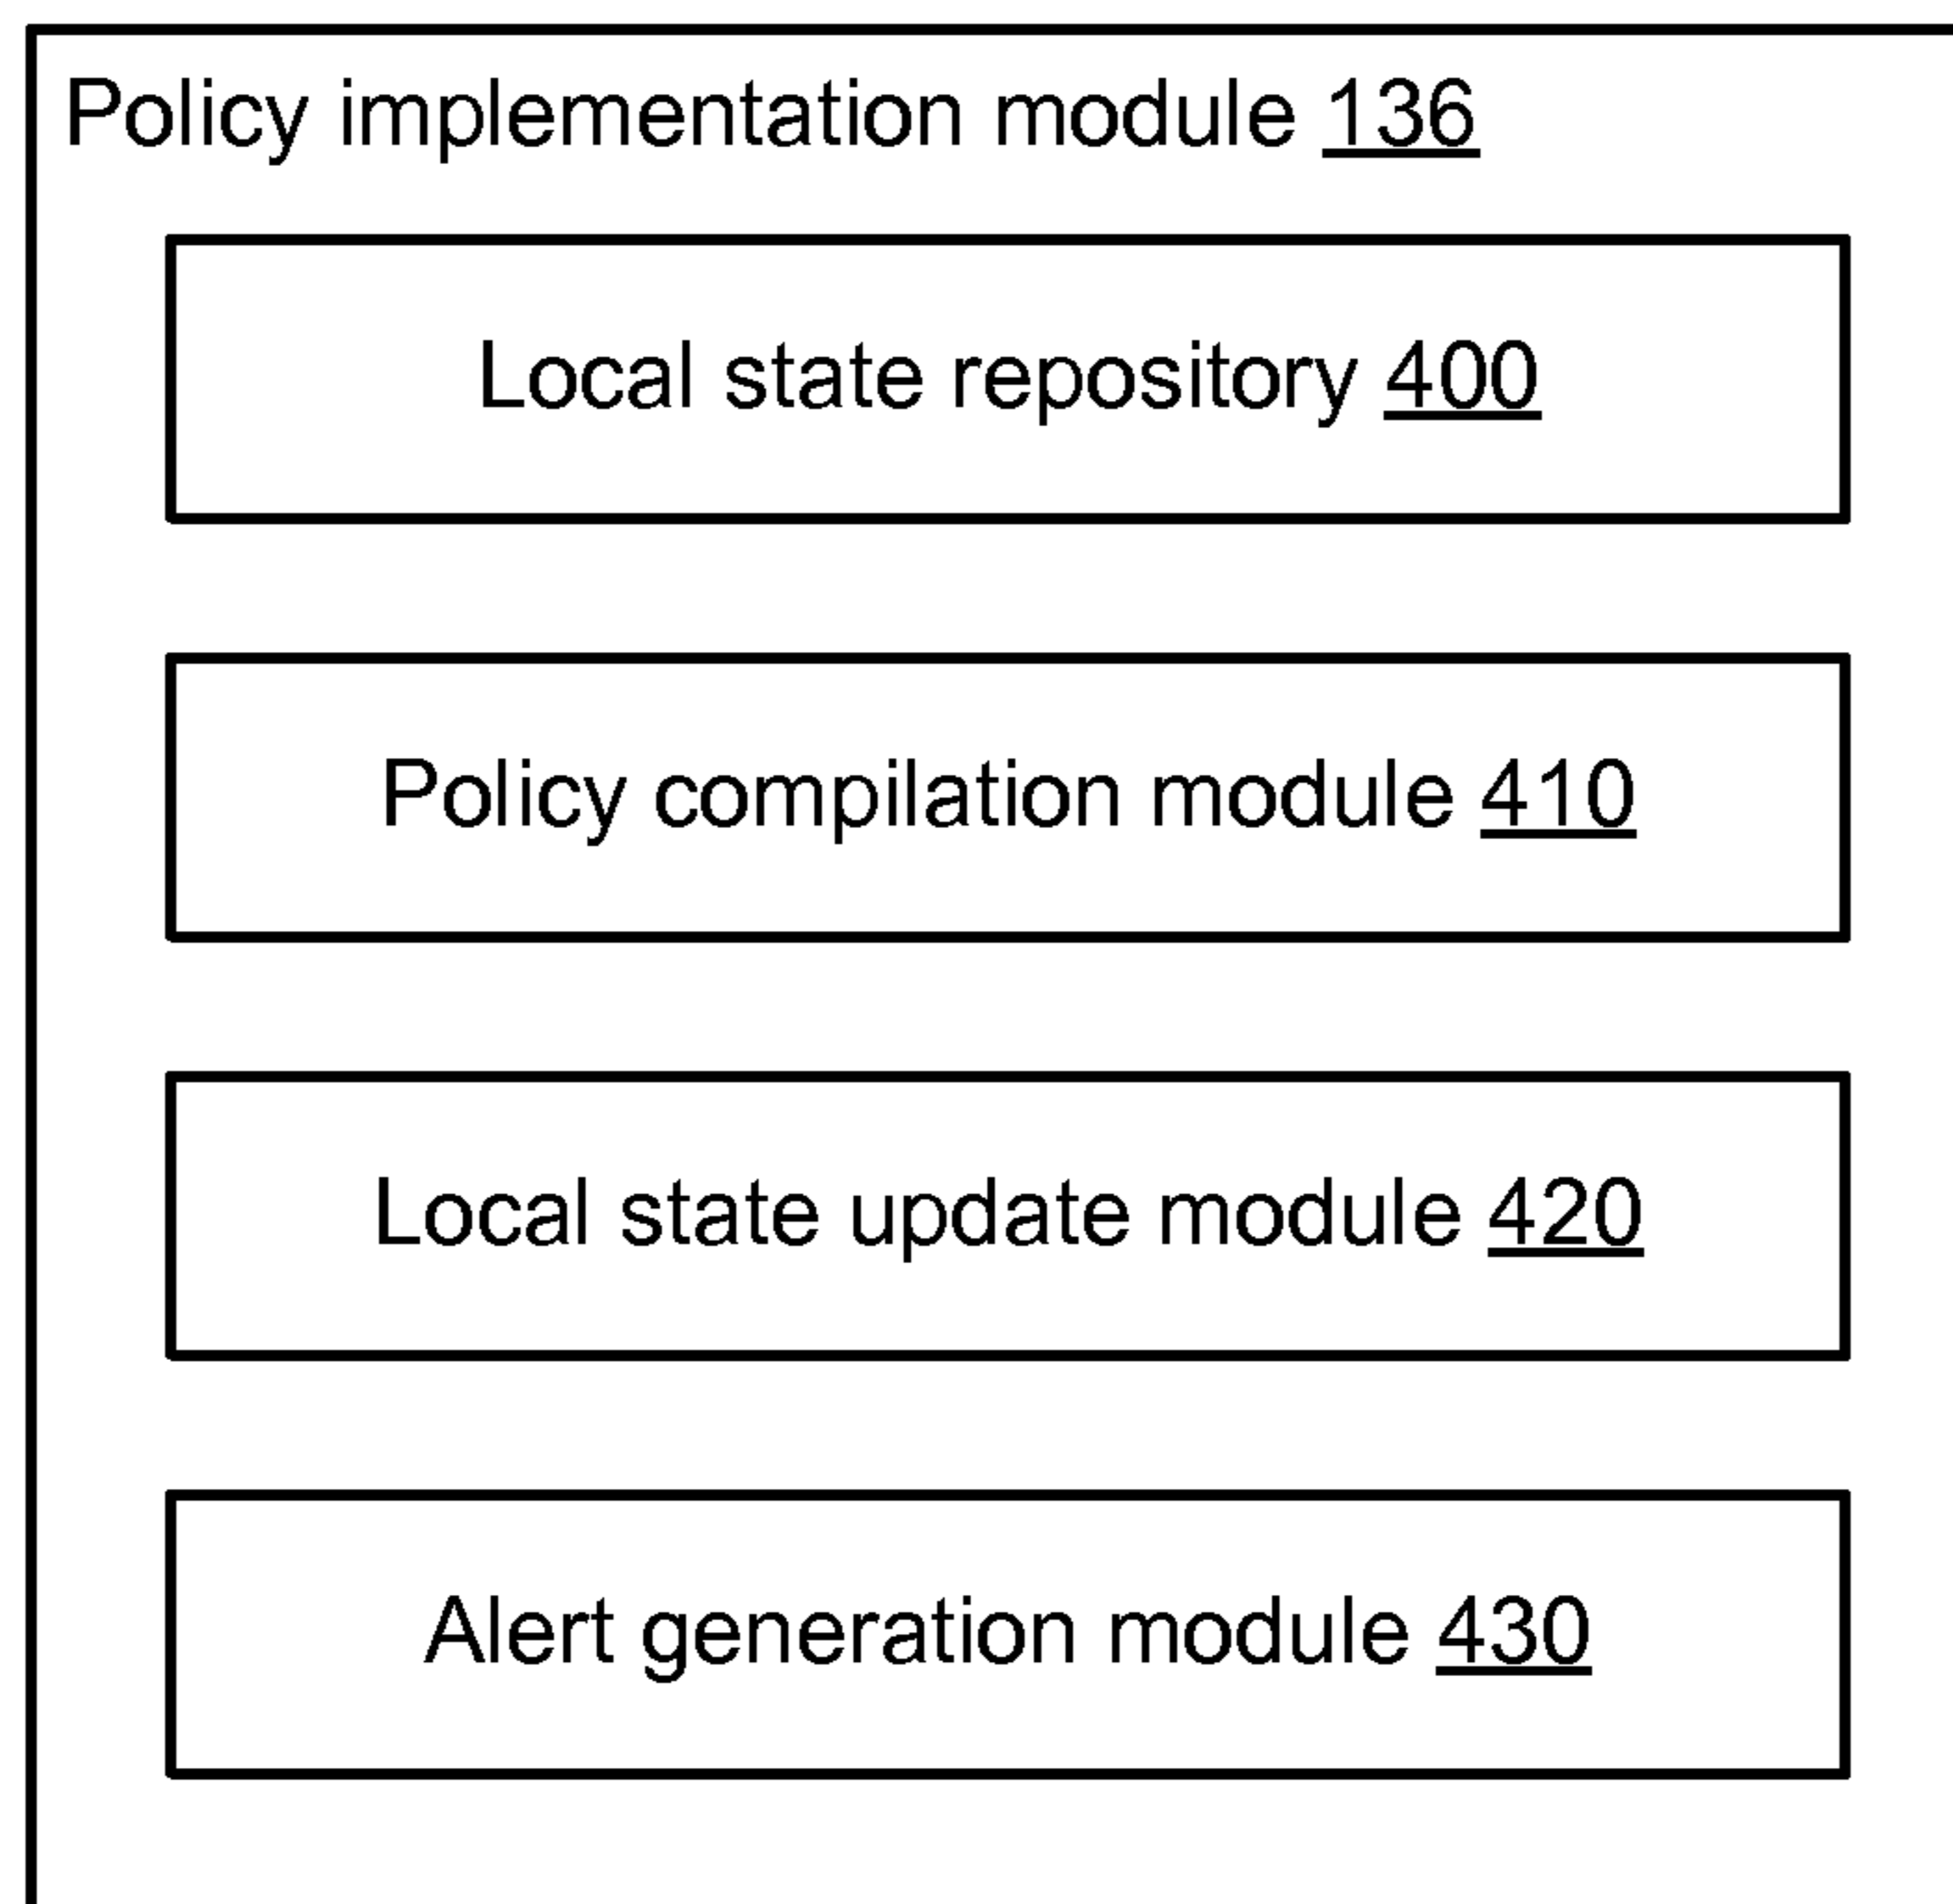 Policy implementation module 136
Local state repository 400
Policy compilation module 410
Local state update module 420
Alert generation module 430